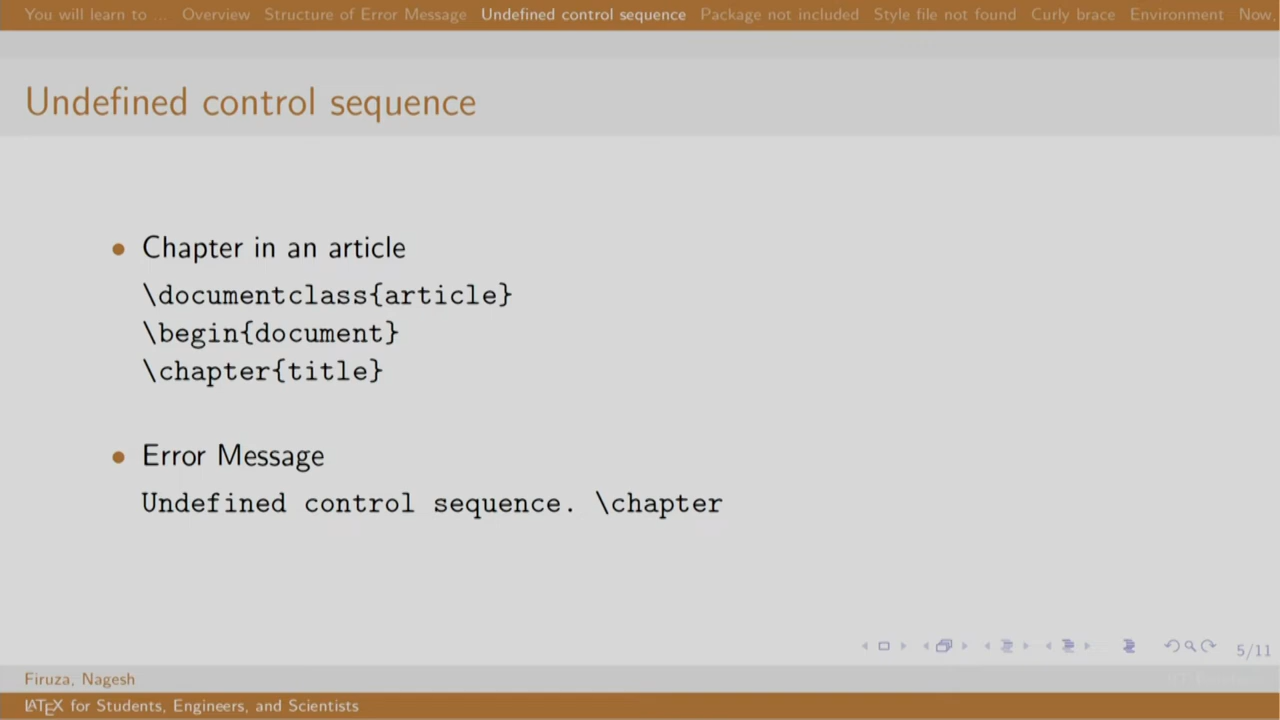 You will learn to ... Overview Structure of Error Message Undefined control sequence Package not included Style file not found Curly brace Environment Now.
Undefined control sequence
• Chapter in an article
\documentclass{article}
\begin{document}
\chapter{title}
• Error Message
Undefined control sequence. \chapter
5/11
Firuza, Nagesh
LATEX for Students, Engineers, and Scientists